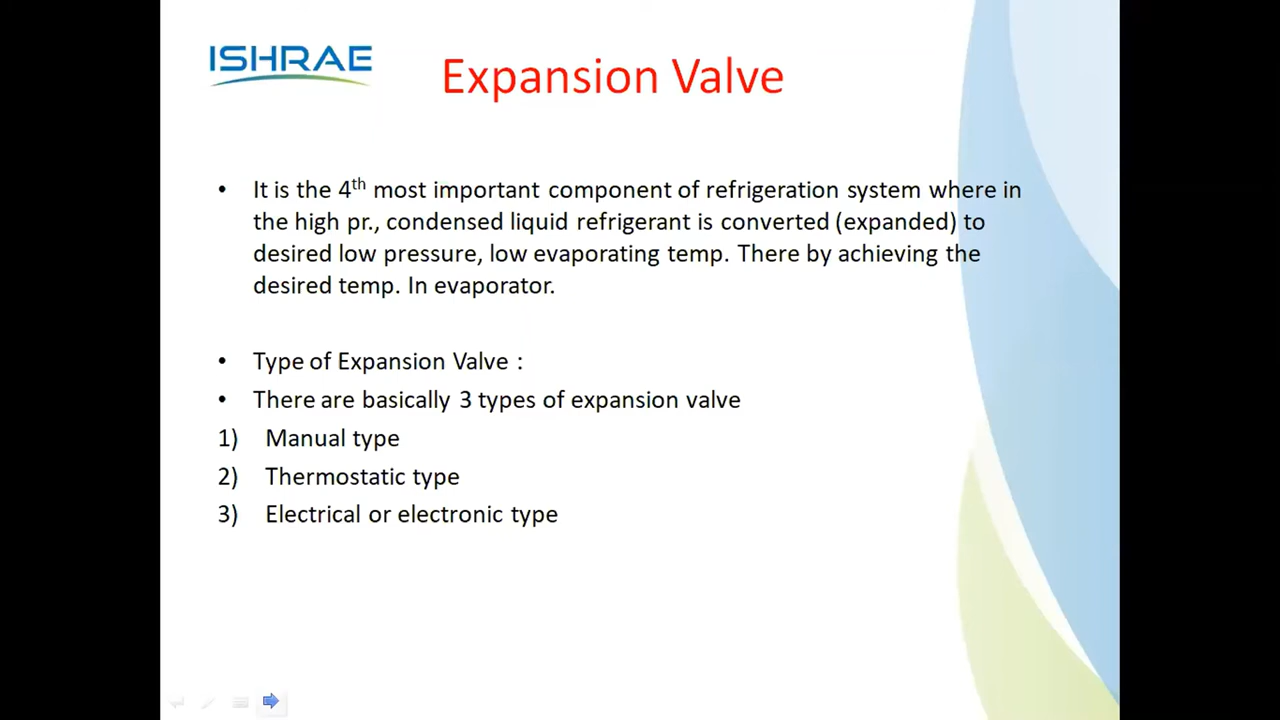 ISHRAE
Expansion Valve
• It is the 4th most important component of refrigeration system where in
the high pr., condensed liquid refrigerant is converted (expanded) to
desired low pressure, low evaporating temp. There by achieving the
desired temp. In evaporator.
• Type of Expansion Valve :
• There are basically 3 types of expansion valve
1) Manual type
2) Thermostatic type
3) Electrical or electronic type